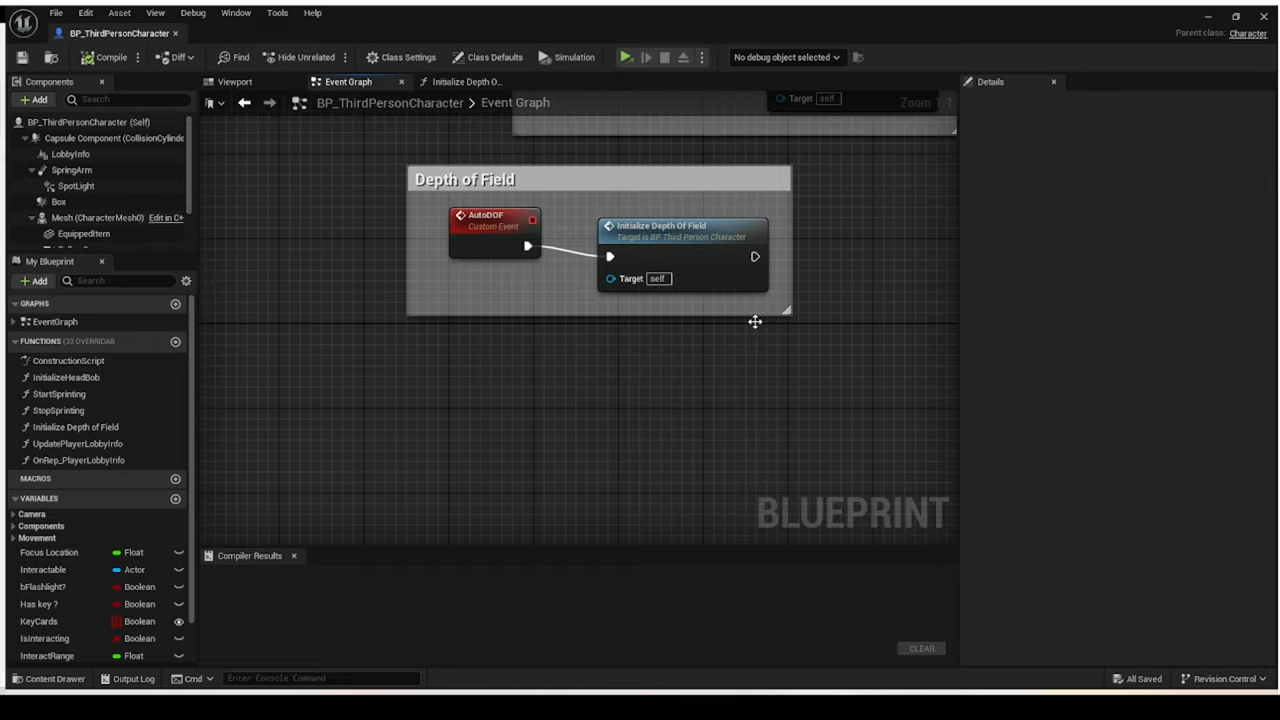 File Edit Asset View Debug Window Tools Help
BP_ThirdPersonCharacter
Parent class: Character
Compile Diff Find Hide Unrelated Class Settings Class Defaults Simulation No debug object selected
Components
Add Search
BP_ThirdPersonCharacter (Self)
Capsule Component (CollisionCylinde
LobbyInfo
SpringArm
SpotLight
Box
Mesh (CharacterMesh0) Edit in C+
EquippedItem
My Blueprint
Add Search
GRAPHS
EventGraph
FUNCTIONS (33 OVERRIDAB
ConstructionScript
InitializeHeadBob
StartSprinting
StopSprinting
Initialize Depth of Field
UpdatePlayerLobbyInfo
OnRep_PlayerLobbyInfo
MACROS
VARIABLES
Camera
Components
Movement
Focus Location Float
Interactable Actor
bFlashlight? Boolean
Has key ? Boolean
KeyCards Boolean
IsInteracting Boolean
InteractRange Float
Viewport Event Graph Initialize Depth O...
BP_ThirdPersonCharacter > Event Graph
Zoom 1:1
Target self
Depth of Field
AutoDOF
Custom Event
Initialize Depth Of Field
Target is BP Third Person Character
Target self
BLUEPRINT
Compiler Results
CLEAR
Details
Content Drawer Output Log Cmd Enter Console Command All Saved Revision Control